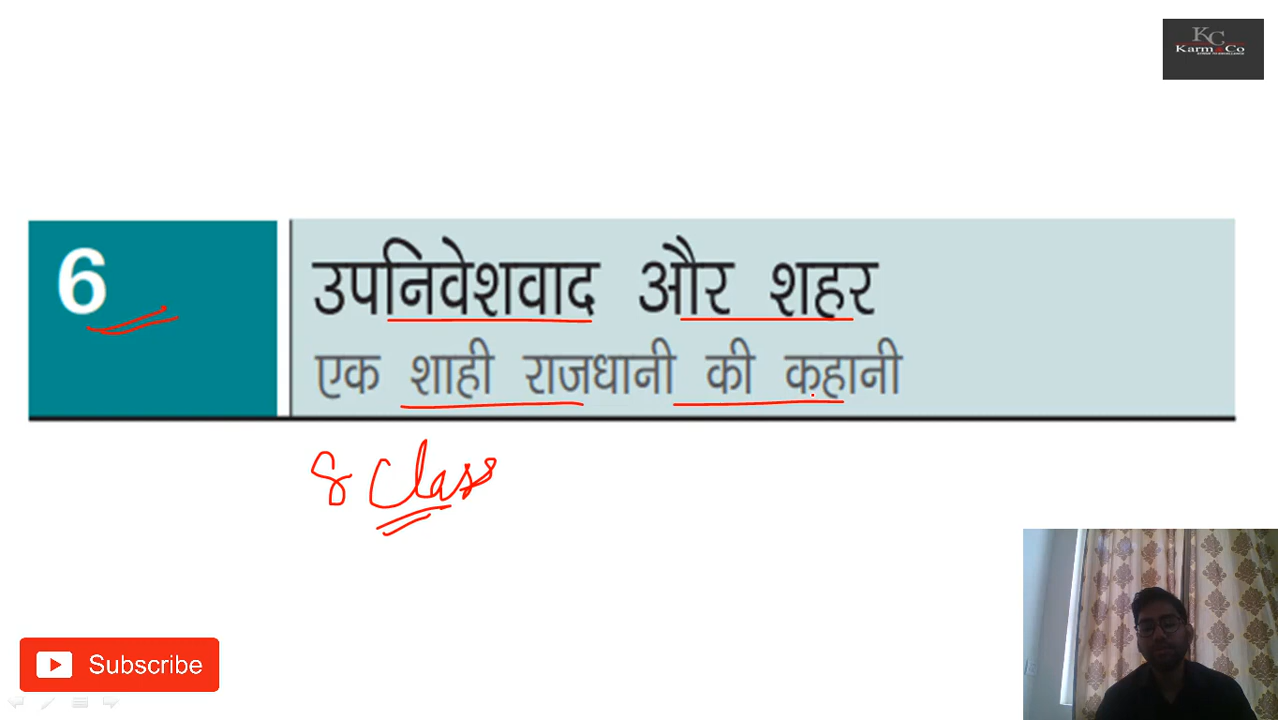 KC
Karm Co
6
उपनिवेशवाद और शहर
एक शाही राजधानी की कहानी
8 Class
Subscribe